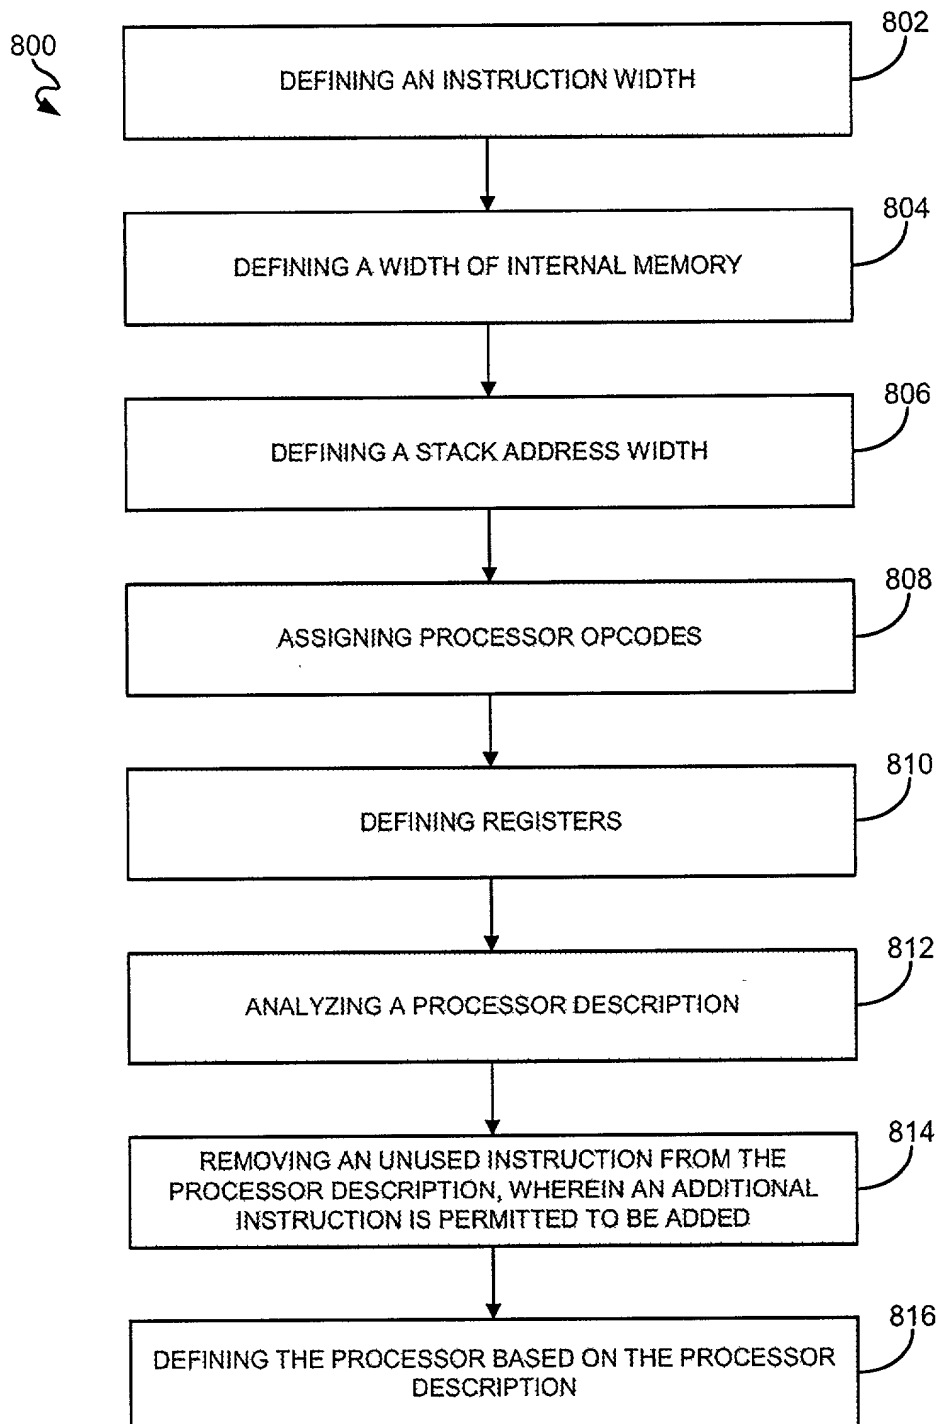 800
802
DEFINING AN INSTRUCTION WIDTH
804
DEFINING A WIDTH OF INTERNAL MEMORY
806
DEFINING A STACK ADDRESS WIDTH
808
ASSIGNING PROCESSOR OPCODES
810
DEFINING REGISTERS
812
ANALYZING A PROCESSOR DESCRIPTION
814
REMOVING AN UNUSED INSTRUCTION FROM THE
PROCESSOR DESCRIPTION, WHEREIN AN ADDITIONAL
INSTRUCTION IS PERMITTED TO BE ADDED
816
DEFINING THE PROCESSOR BASED ON THE PROCESSOR
DESCRIPTION